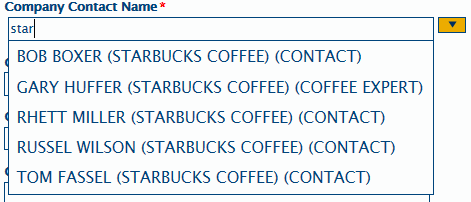 Company Contact Name*
star
BOB BOXER (STARBUCKS COFFEE) (CONTACT)
GARY HUFFER (STARBUCKS COFFEE) (COFFEE EXPERT)
RHETT MILLER (STARBUCKS COFFEE) (CONTACT)
RUSSEL WILSON (STARBUCKS COFFEE) (CONTACT)
TOM FASSEL (STARBUCKS COFFEE) (CONTACT)